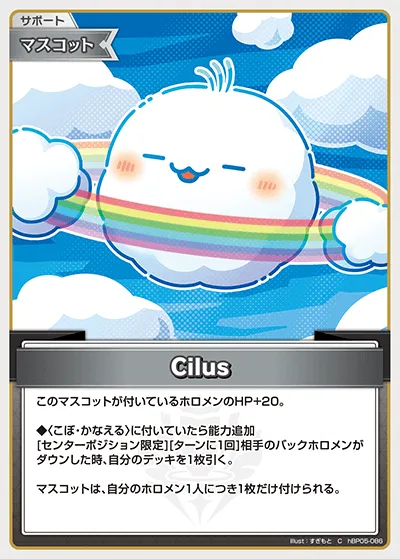 サポート
マスコット
Cilus
このマスコットが付いているホロメンのHP+20。
◆〈こぼ・かなえる〉に付いていたら能力追加
[センターポジション限定][ターンに1回]相手のバックホロメンが
ダウンした時、自分のデッキを1枚引く。
マスコットは、自分のホロメン1人につき1枚だけ付けられる。
illust：すぎもと C hBP05-086